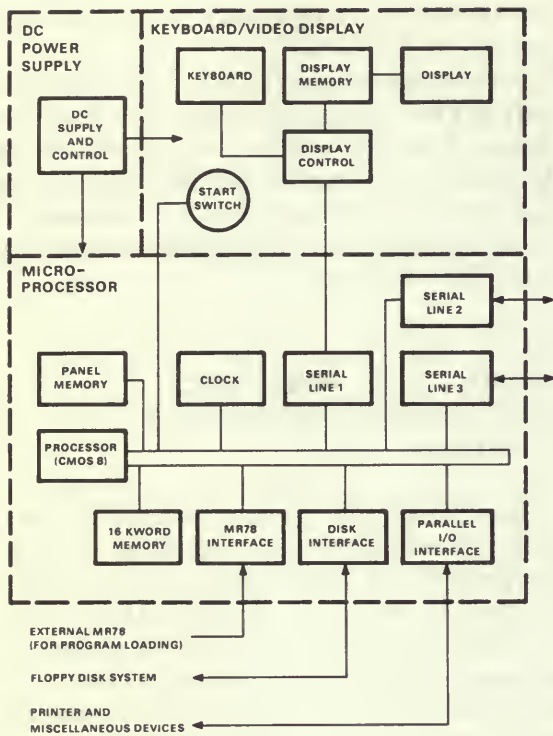 DC
POWER
SUPPLY
KEYBOARD/VIDEO DISPLAY
KEYBOARD
DISPLAY
MEMORY
DISPLAY
DC
SUPPLY
AND
CONTROL
DISPLAY
CONTROL
START
SWITCH
MICRO-
PROCESSOR
SERIAL
LINE 2
PANEL
MEMORY
CLOCK
SERIAL
LINE 1
SERIAL
LINE 3
PROCESSOR
(CMOS 8)
16 KWORD
MEMORY
MR78
INTERFACE
DISK
INTERFACE
PARALLEL
I/O
INTERFACE
EXTERNAL MR78
(FOR PROGRAM LOADING)
FLOPPY DISK SYSTEM
PRINTER AND
MISCELLANEOUS DEVICES